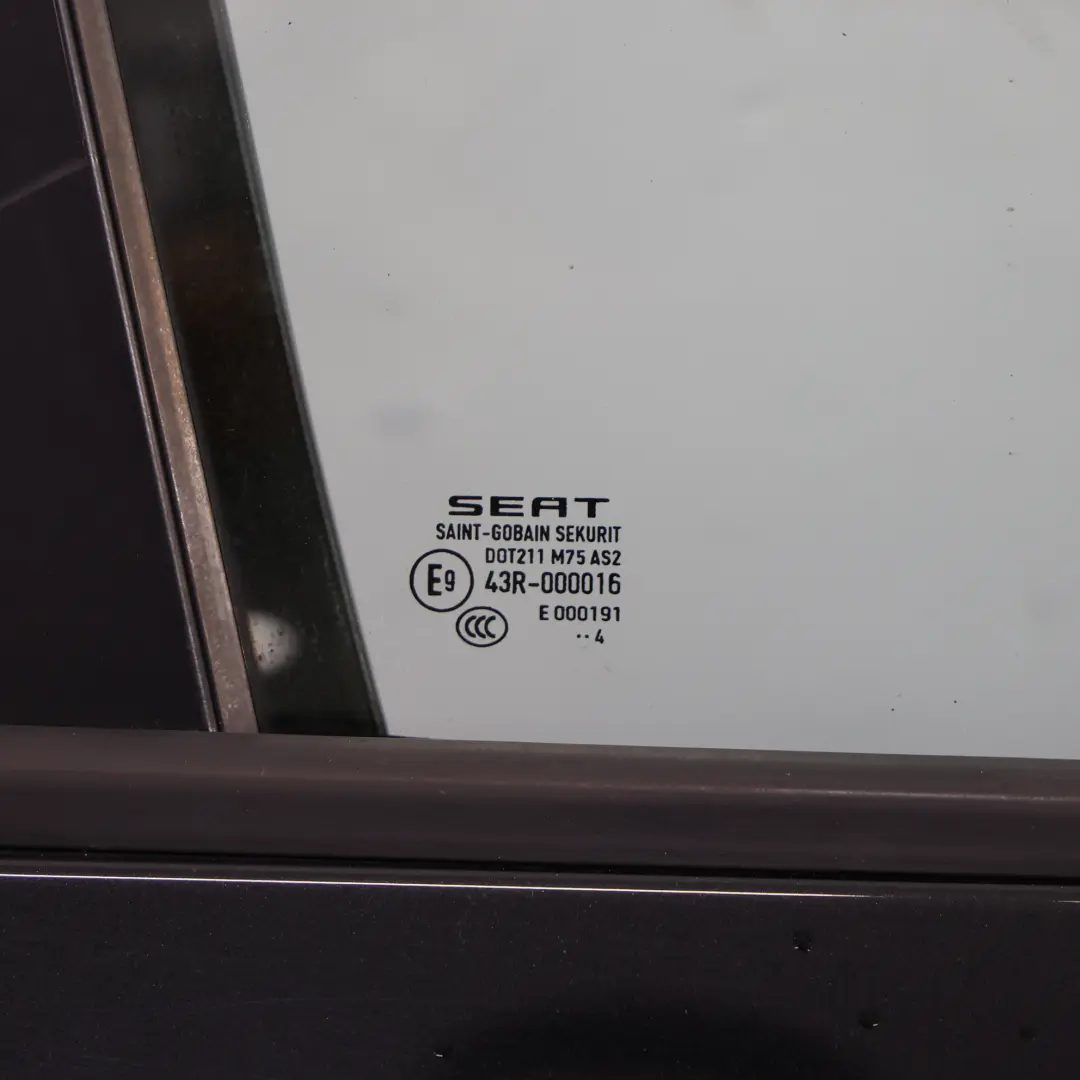 SEAT
SAINT-GOBAIN SEKURIT
DOT211 M75 AS2
E9 43R-000016
E 000191
CCC
··4